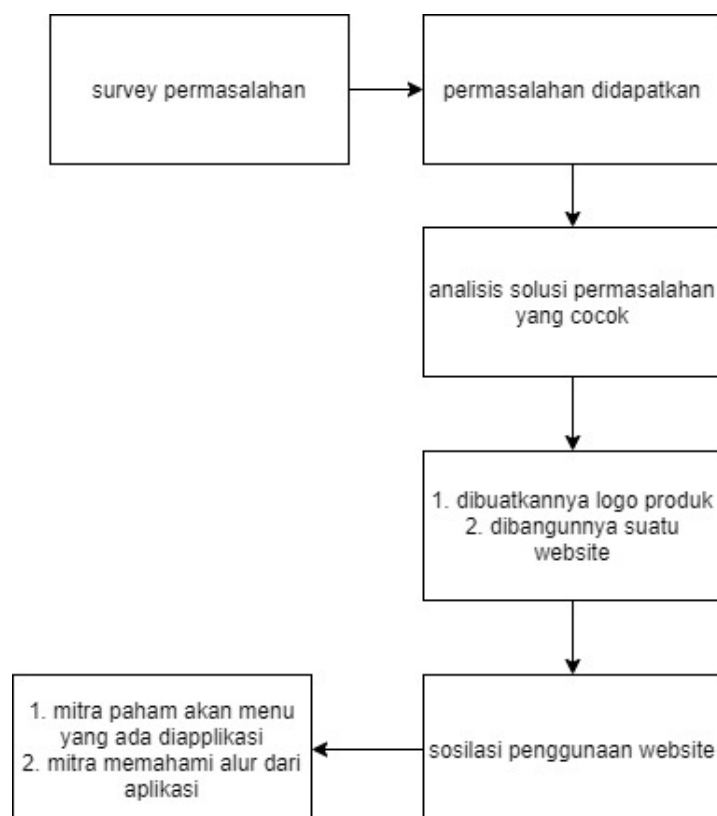 survey permasalahan
permasalahan didapatkan
analisis solusi permasalahan
yang cocok
1. dibuatkannya logo produk
2. dibangunnya suatu
website
sosilasi penggunaan website
1. mitra paham akan menu
yang ada diapplikasi
2. mitra memahami alur dari
aplikasi